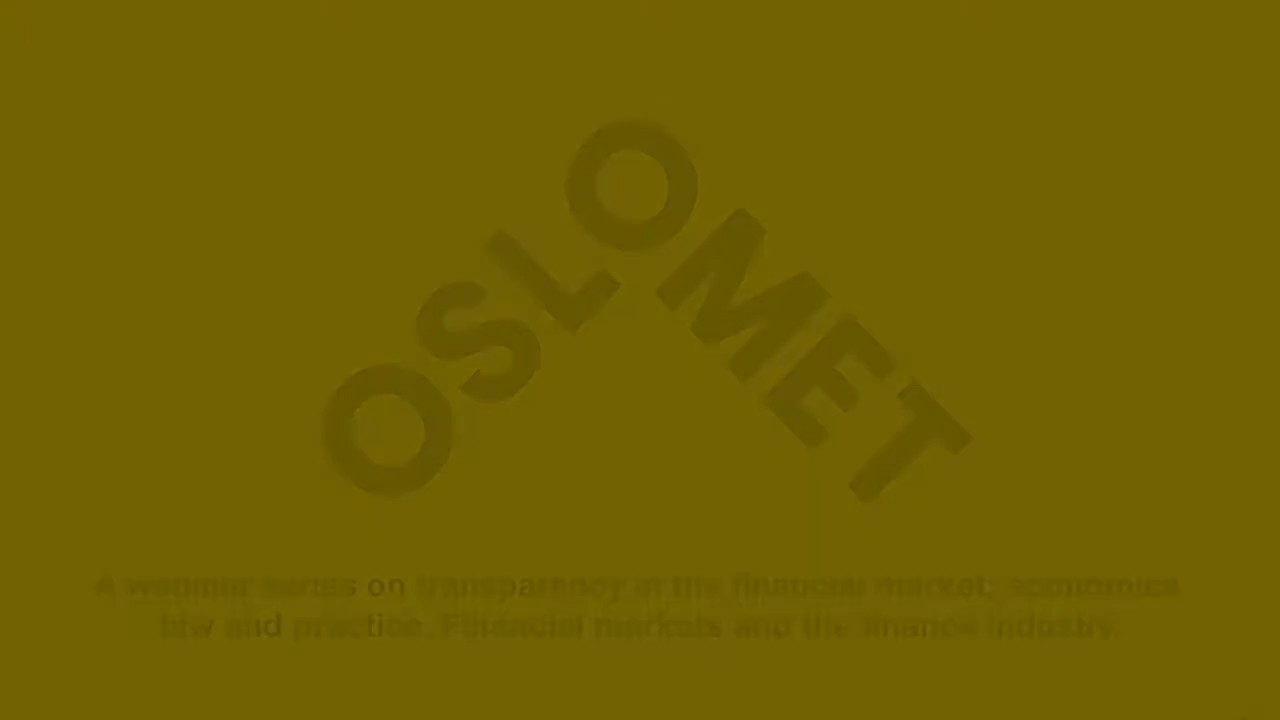 OSLOMET
A webinar series on transparency in the financial market: economics
law and practice. Financial markets and the finance industry.